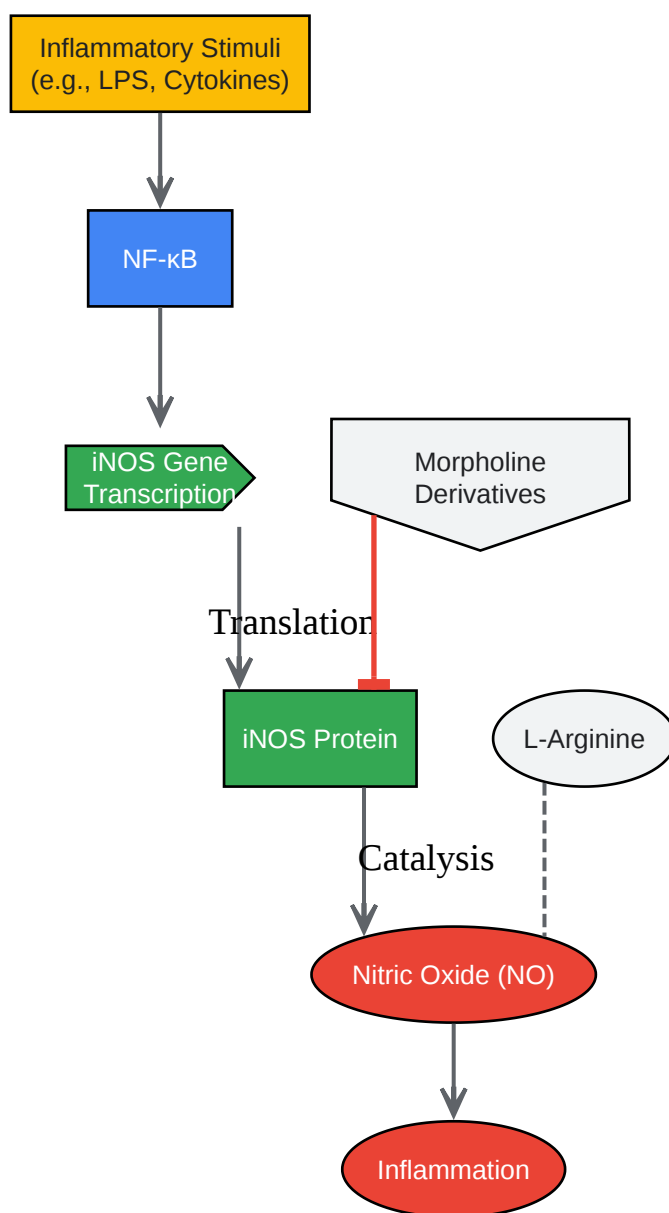 Inflammatory Stimuli
(e.g., LPS, Cytokines)
NF-κB
iNOS Gene
Transcription
Morpholine
Derivatives
Translation
iNOS Protein
L-Arginine
Catalysis
Nitric Oxide (NO)
Inflammation